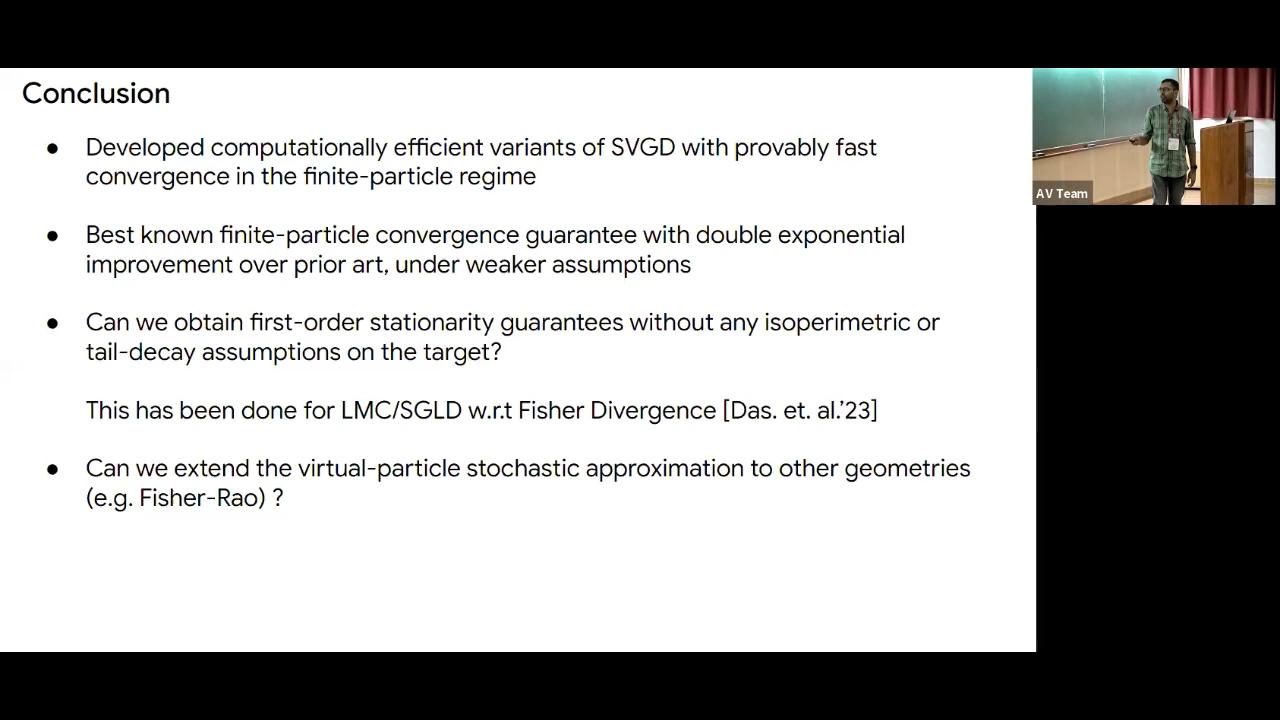 Conclusion
● Developed computationally efficient variants of SVGD with provably fast
convergence in the finite-particle regime
● Best known finite-particle convergence guarantee with double exponential
improvement over prior art, under weaker assumptions
● Can we obtain first-order stationarity guarantees without any isoperimetric or
tail-decay assumptions on the target?
This has been done for LMC/SGLD w.r.t Fisher Divergence [Das. et. al.'23]
● Can we extend the virtual-particle stochastic approximation to other geometries
(e.g. Fisher-Rao) ?
AV Team